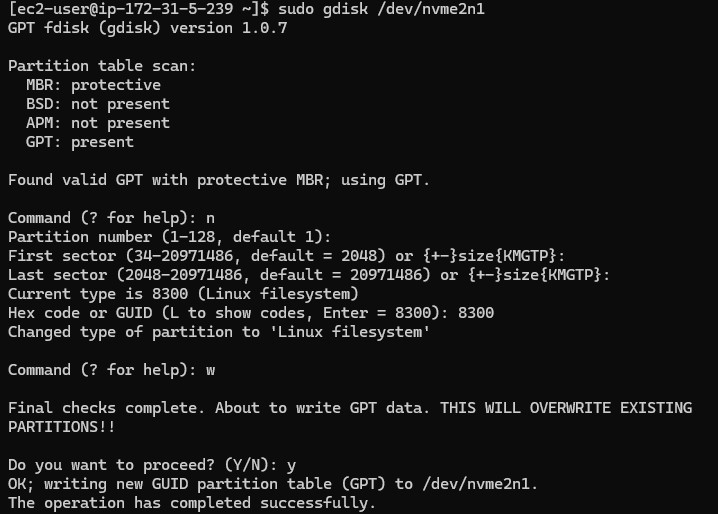 [ec2-user@ip-172-31-5-239 ~]$ sudo gdisk /dev/nvme2n1
GPT fdisk (gdisk) version 1.0.7
Partition table scan:
  MBR: protective
  BSD: not present
  APM: not present
  GPT: present
Found valid GPT with protective MBR; using GPT.
Command (? for help): n
Partition number (1-128, default 1):
First sector (34-20971486, default = 2048) or {+-}size{KMGTP}:
Last sector (2048-20971486, default = 20971486) or {+-}size{KMGTP}:
Current type is 8300 (Linux filesystem)
Hex code or GUID (L to show codes, Enter = 8300): 8300
Changed type of partition to 'Linux filesystem'
Command (? for help): w
Final checks complete. About to write GPT data. THIS WILL OVERWRITE EXISTING
PARTITIONS!!
Do you want to proceed? (Y/N): y
OK; writing new GUID partition table (GPT) to /dev/nvme2n1.
The operation has completed successfully.